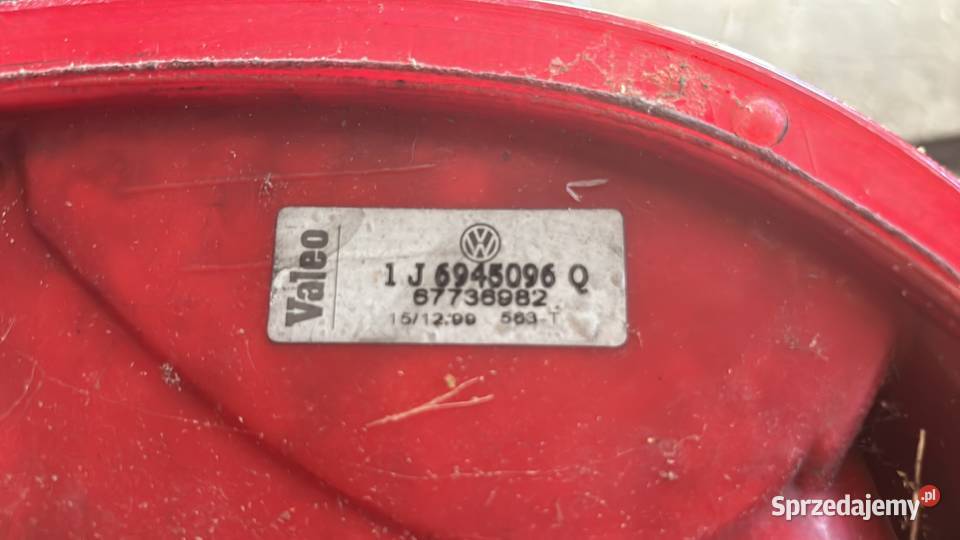 Valeo
1 J 6945096 Q
67736982
15/12.99 563-T
Sprzedajemy.pl